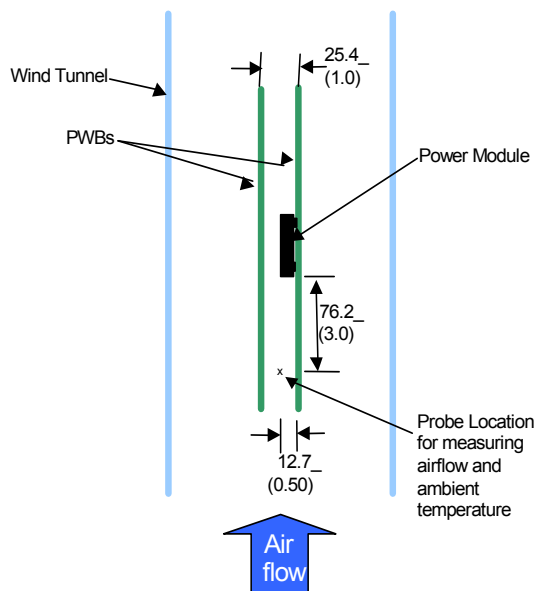 25.4_
(1.0)
Wind Tunnel
PWBs
Power Module
76.2_
(3.0)
x
Probe Location
for measuring
airflow and
ambient
temperature
12.7_
(0.50)
Air
flow